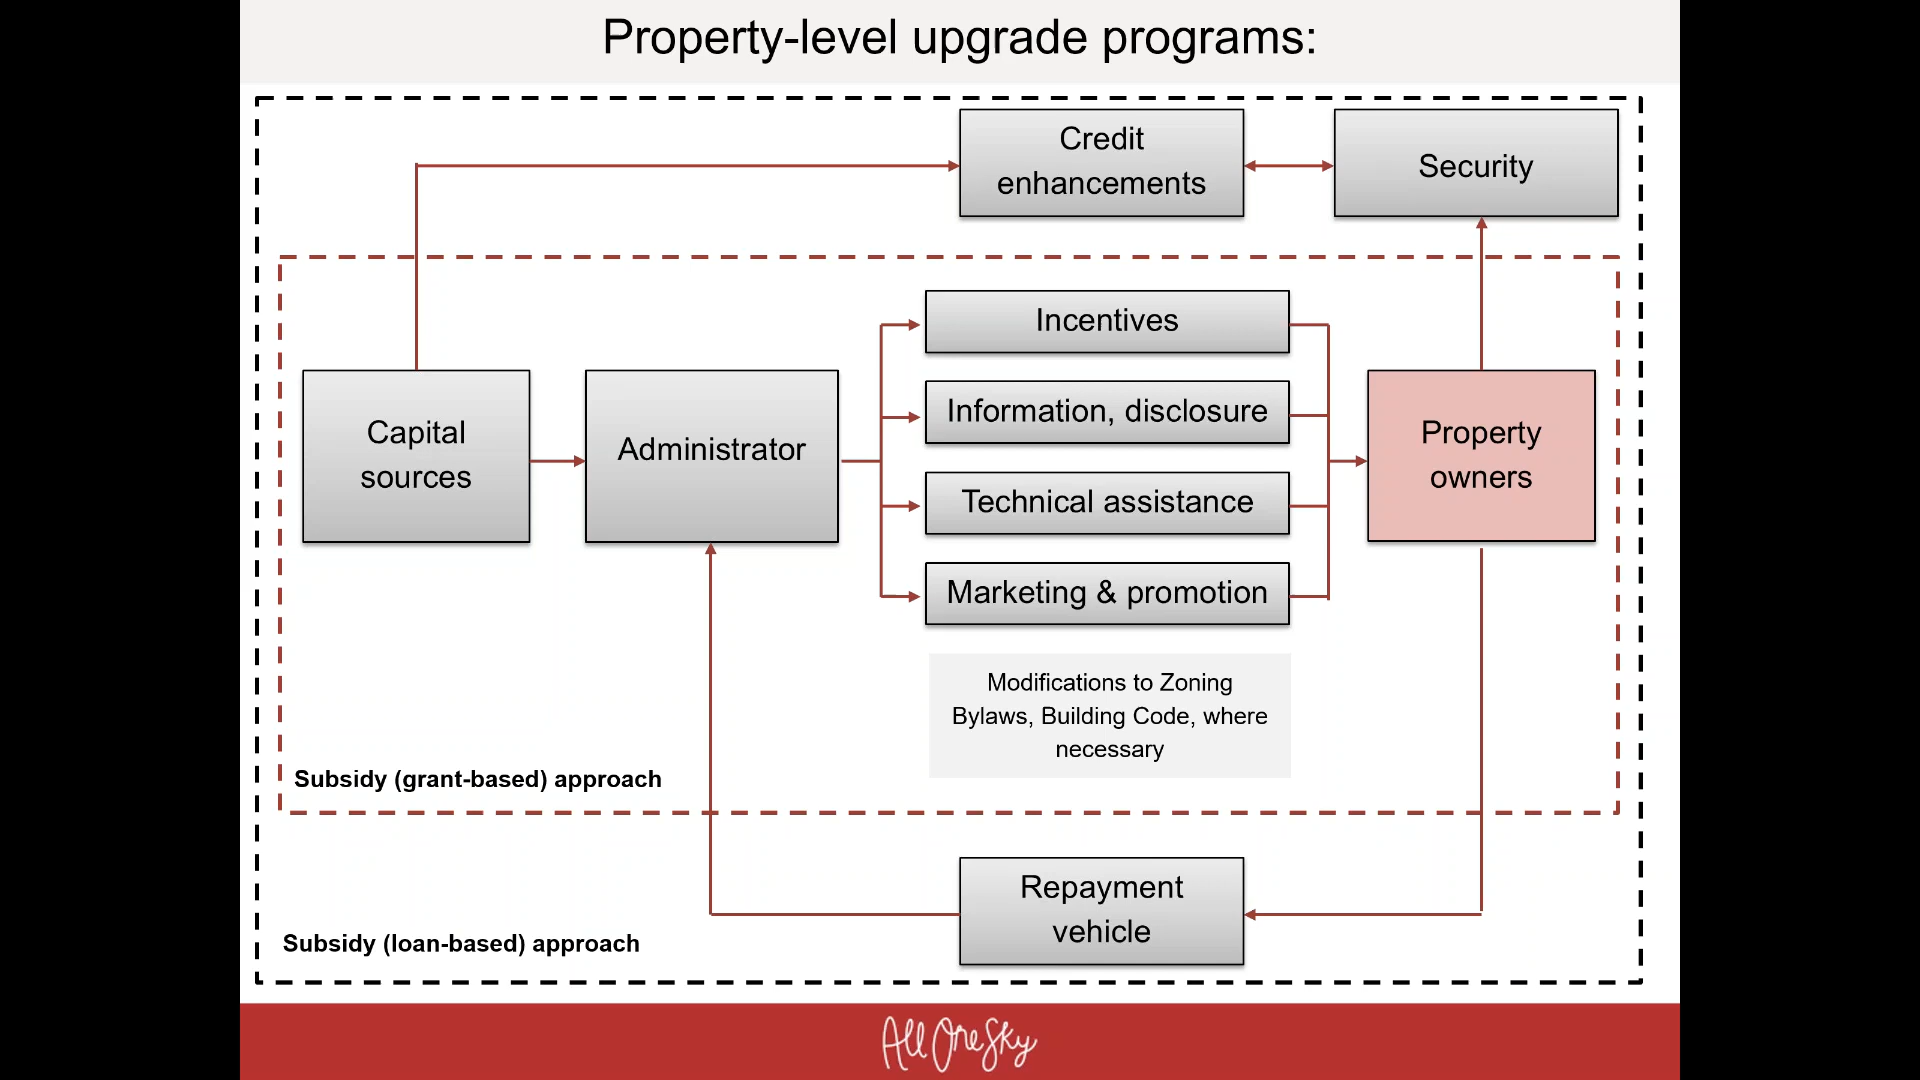 Property-level upgrade programs:
Credit
enhancements
Security
Incentives
Information, disclosure
Technical assistance
Marketing & promotion
Capital
sources
Administrator
Property
owners
Modifications to Zoning
Bylaws, Building Code, where
necessary
Subsidy (grant-based) approach
Repayment
vehicle
Subsidy (loan-based) approach
All One Sky